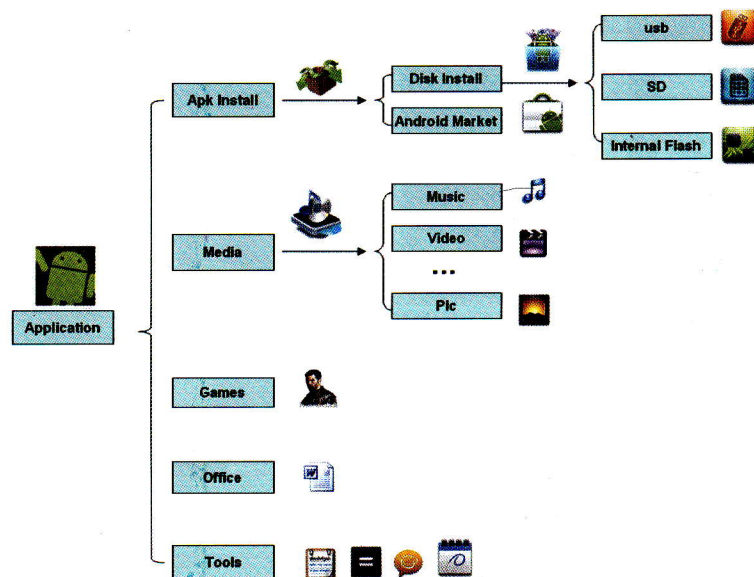 usb
Apk Install
Disk Install
SD
Android Market
Internal Flash
Music
Media
Video
...
Application
Pic
Games
Office
W
Tools